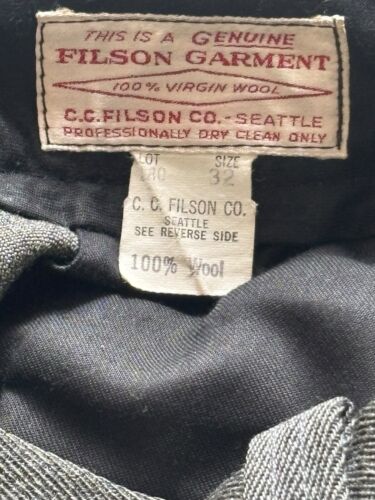 THIS IS A GENUINE
FILSON GARMENT
100% VIRGIN WOOL
C.C. FILSON CO. - SEATTLE
PROFESSIONALLY DRY CLEAN ONLY
LOT SIZE
32
C. C. FILSON CO.
SEATTLE
SEE REVERSE SIDE
100% Wool